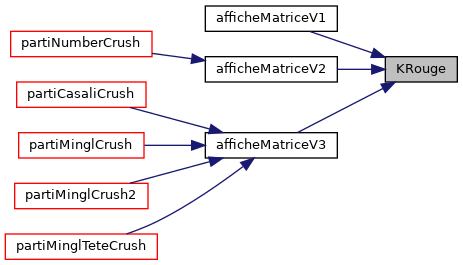 afficheMatriceV1
partiNumberCrush
afficheMatriceV2
KRouge
partiCasaliCrush
partiMinglCrush
afficheMatriceV3
partiMinglCrush2
partiMinglTeteCrush